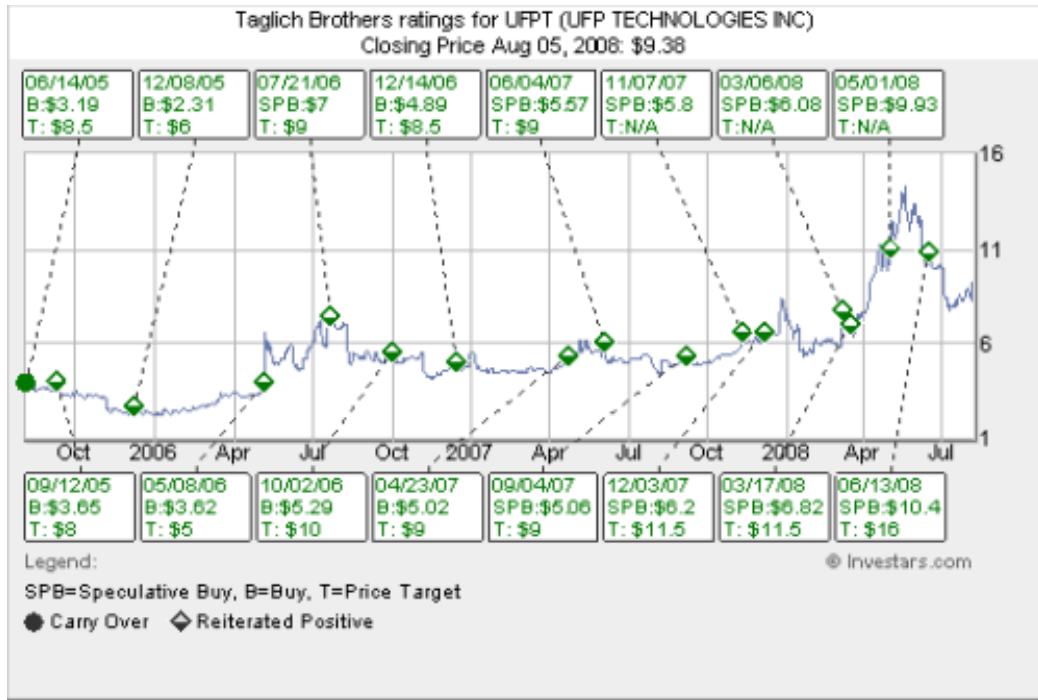 Taglich Brothers ratings for UFPT (UFP TECHNOLOGIES INC)
Closing Price Aug 05, 2008: $9.38
06/14/05
B:$3.19
T: $8.5
12/08/05
B:$2.31
T: $6
07/21/06
SPB:$7
T: $9
12/14/06
B:$4.89
T: $8.5
06/04/07
SPB:$5.57
T: $9
11/07/07
SPB:$5.8
T:N/A
03/06/08
SPB:$6.08
T:N/A
05/01/08
SPB:$9.93
T:N/A
16
11
6
1
Oct 2006 Apr Jul Oct 2007 Apr Jul Oct 2008 Apr Jul
09/12/05
B:$3.65
T: $8
05/08/06
B:$3.62
T: $5
10/02/06
B:$5.29
T: $10
04/23/07
B:$5.02
T: $9
09/04/07
SPB:$5.06
T: $9
12/03/07
SPB:$6.2
T: $11.5
03/17/08
SPB:$6.82
T: $11.5
06/13/08
SPB:$10.4
T: $16
Legend:
© Investars.com
SPB=Speculative Buy, B=Buy, T=Price Target
Carry Over Reiterated Positive